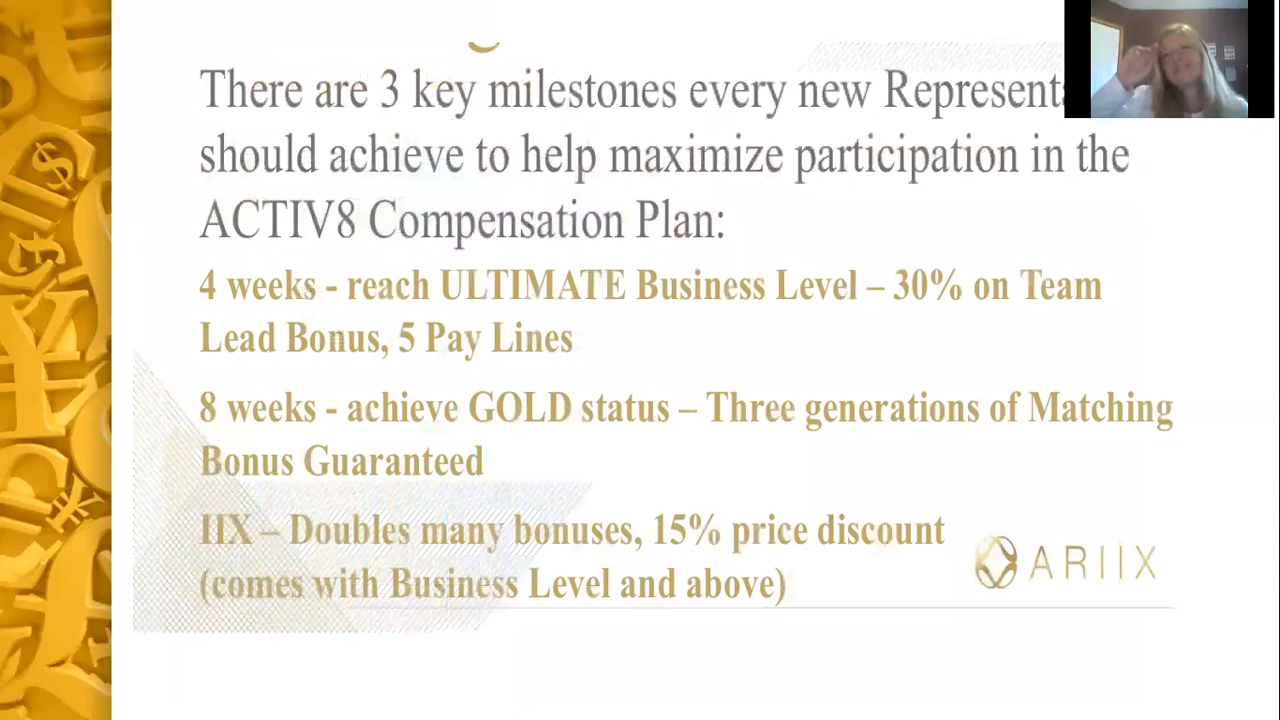 There are 3 key milestones every new
should achieve to help maximize participation in the
ACTIV8 Compensation Plan:
4 weeks - reach ULTIMATE Business Level – 30% on Team
Lead Bonus, 5 Pay Lines
8 weeks - achieve GOLD status – Three generations of Matching
Bonus Guaranteed
IIX – Doubles many bonuses, 15% price discount
(comes with Business Level and above)
ARIIX